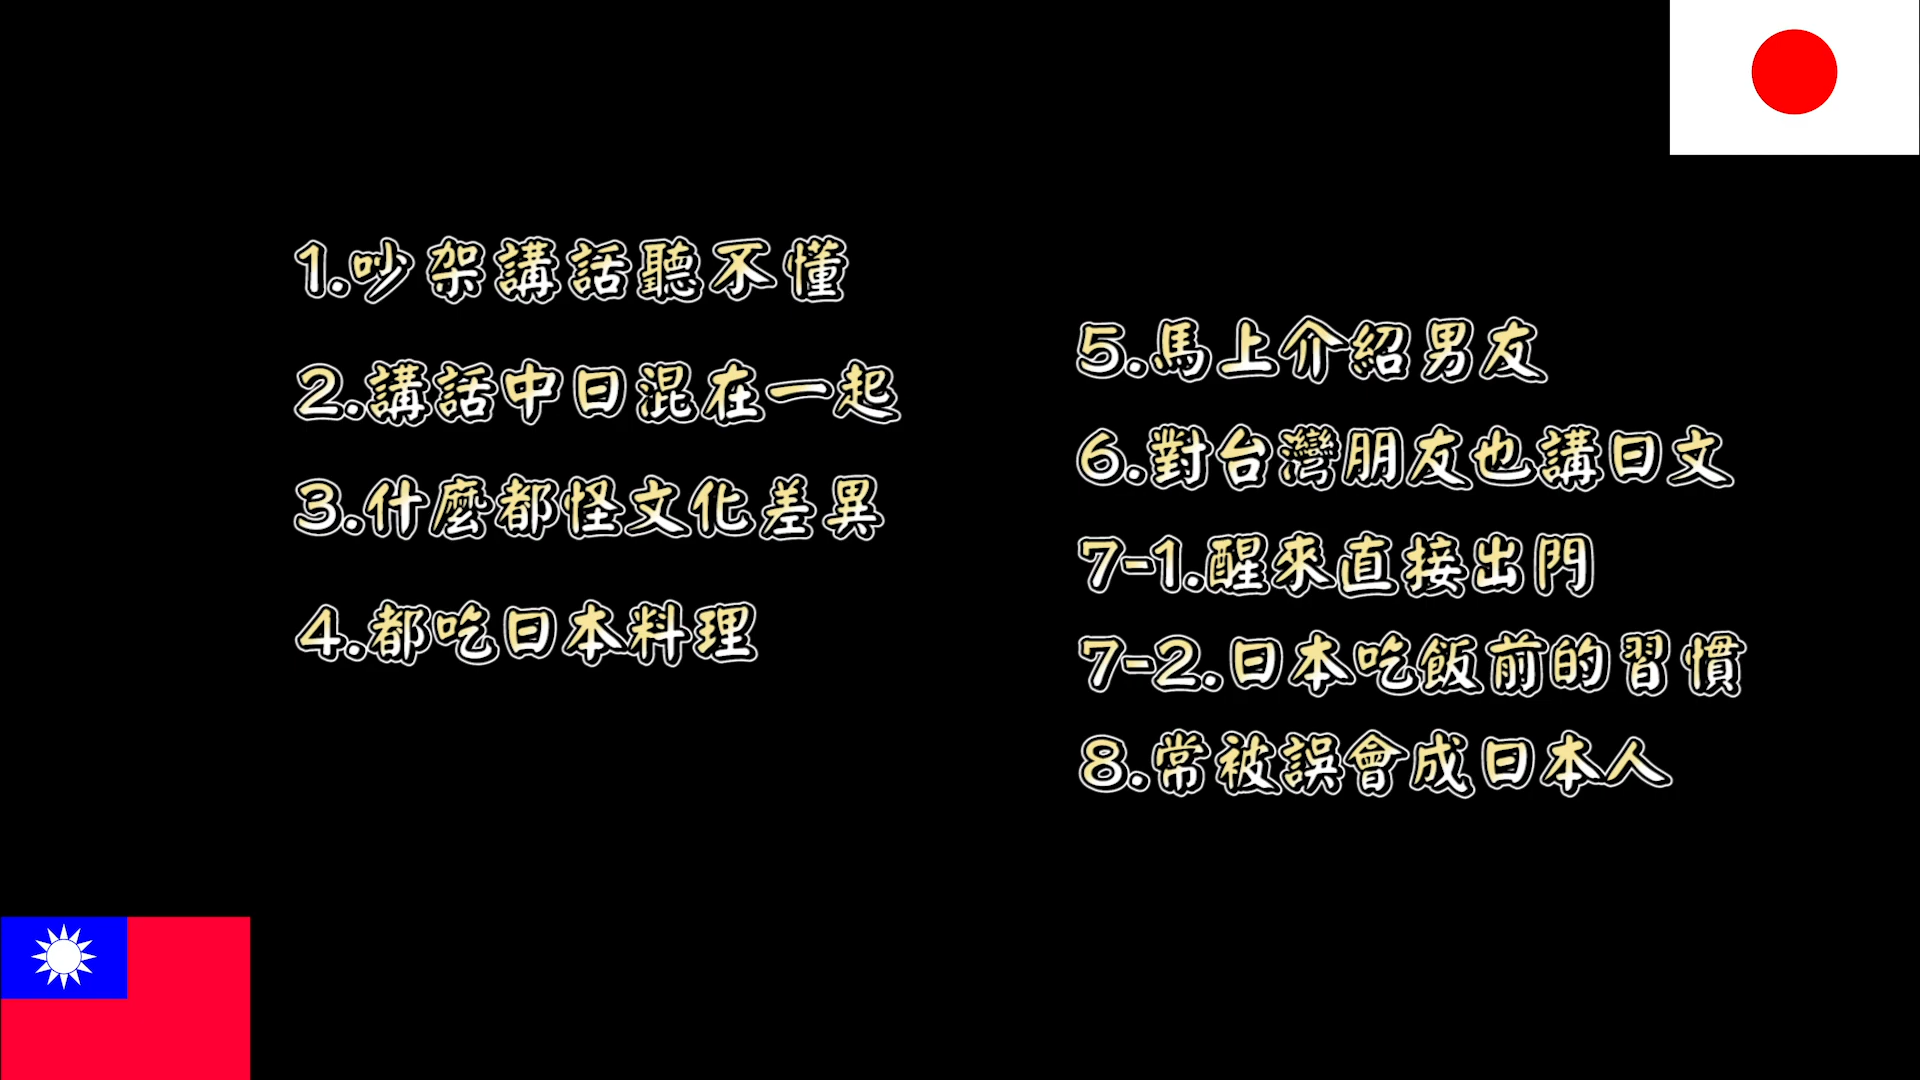 1.吵架講話聽不懂
2.講話中日混在一起
3.什麼都怪文化差異
4.都吃日本料理
5.馬上介紹男友
6.對台灣朋友也講日文
7-1.醒來直接出門
7-2.日本吃飯前的習慣
8.常被誤會成日本人